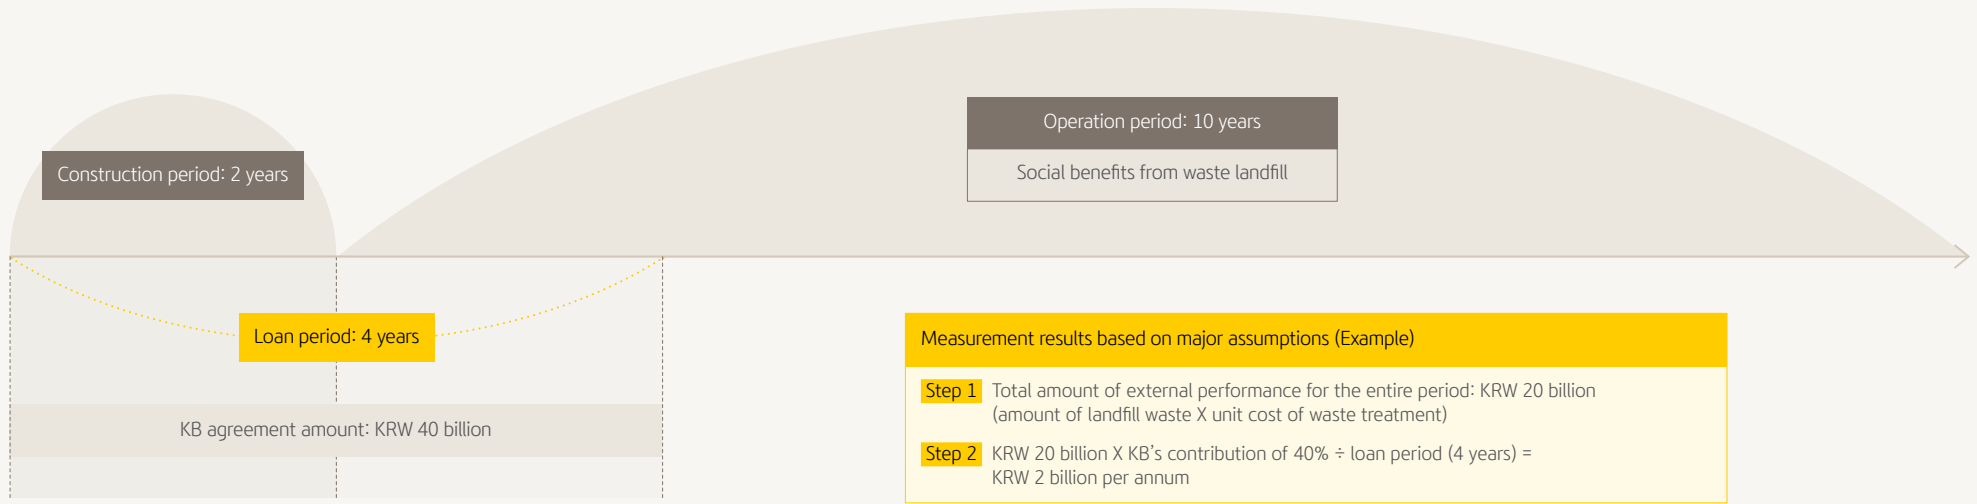 Operation period: 10 years
Social benefits from waste landfill
Construction period: 2 years
Loan period: 4 years
KB agreement amount: KRW 40 billion
Measurement results based on major assumptions (Example)
Step 1 Total amount of external performance for the entire period: KRW 20 billion
(amount of landfill waste X unit cost of waste treatment)
Step 2 KRW 20 billion X KB’s contribution of 40% ÷ loan period (4 years) =
KRW 2 billion per annum